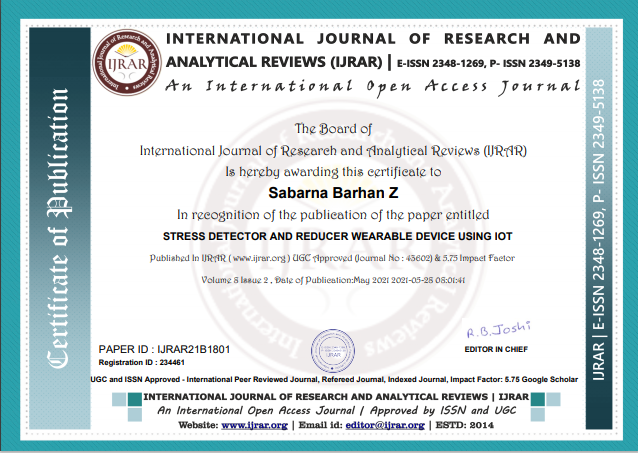 INTERNATIONAL JOURNAL OF RESEARCH AND
ANALYTICAL REVIEWS (IJRAR) | E-ISSN 2348-1269, P- ISSN 2349-5138
An International Open Access Journal
International Journal of Research and Analytical Reviews
IJRAR
Certificate of Publication
The Board of
International Journal of Research and Analytical Reviews (IJRAR)
Is hereby awarding this certificate to
Sabarna Barhan Z
In recognition of the publication of the paper entitled
STRESS DETECTOR AND REDUCER WEARABLE DEVICE USING IOT
Published In IJRAR ( www.ijrar.org ) UGC Approved (Journal No : 43602) & 5.75 Impact Factor
Volume 8 Issue 2 , Date of Publication:May 2021 2021-05-28 08:01:41
R.B.Joshi
PAPER ID : IJRAR21B1801
Registration ID : 234461
IJRAR
EDITOR IN CHIEF
UGC and ISSN Approved - International Peer Reviewed Journal, Refereed Journal, Indexed Journal, Impact Factor: 5.75 Google Scholar
INTERNATIONAL JOURNAL OF RESEARCH AND ANALYTICAL REVIEWS | IJRAR
An International Open Access Journal | Approved by ISSN and UGC
Website: www.ijrar.org | Email id: editor@ijrar.org | ESTD: 2014
IJRAR | E-ISSN 2348-1269, P- ISSN 2349-5138